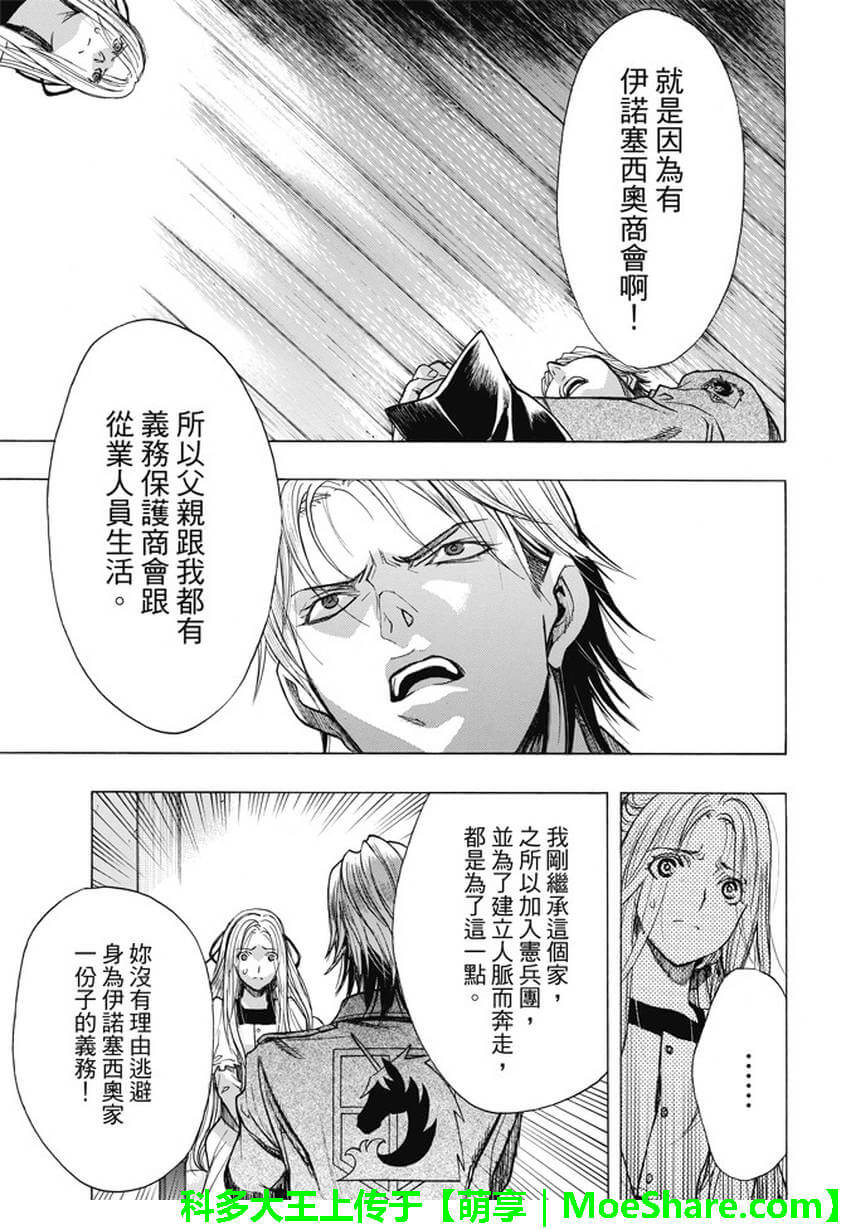 就是因為有
伊諾塞西奧商會啊！
所以父親跟我都有
義務保護商會跟
從業人員生活。
……
我剛繼承這個家，
之所以加入憲兵團，
並為了建立人脈而奔走，
都是為了這一點。
妳沒有理由逃避
身為伊諾塞西奧家
一份子的義務！
科多大王上传于【萌享｜MoeShare.com】